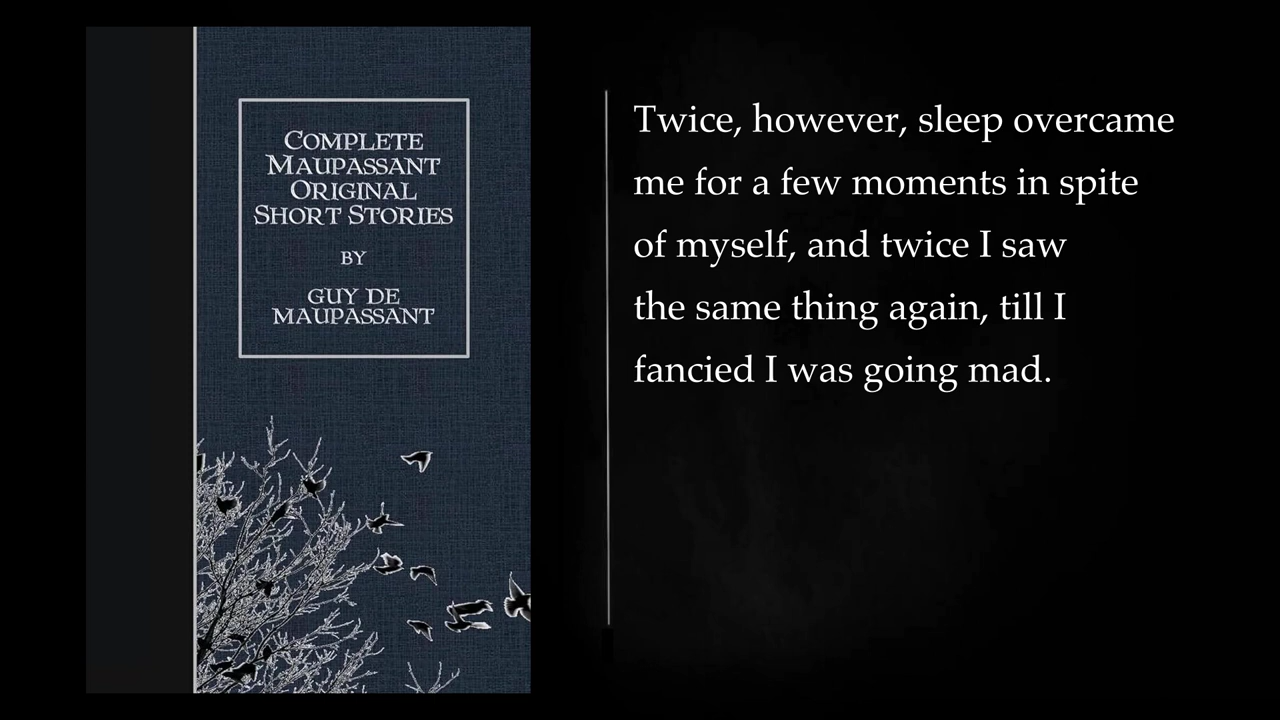 COMPLETE
MAUPASSANT
ORIGINAL
SHORT STORIES
BY
GUY DE
MAUPASSANT
Twice, however, sleep overcame
me for a few moments in spite
of myself, and twice I saw
the same thing again, till I
fancied I was going mad.